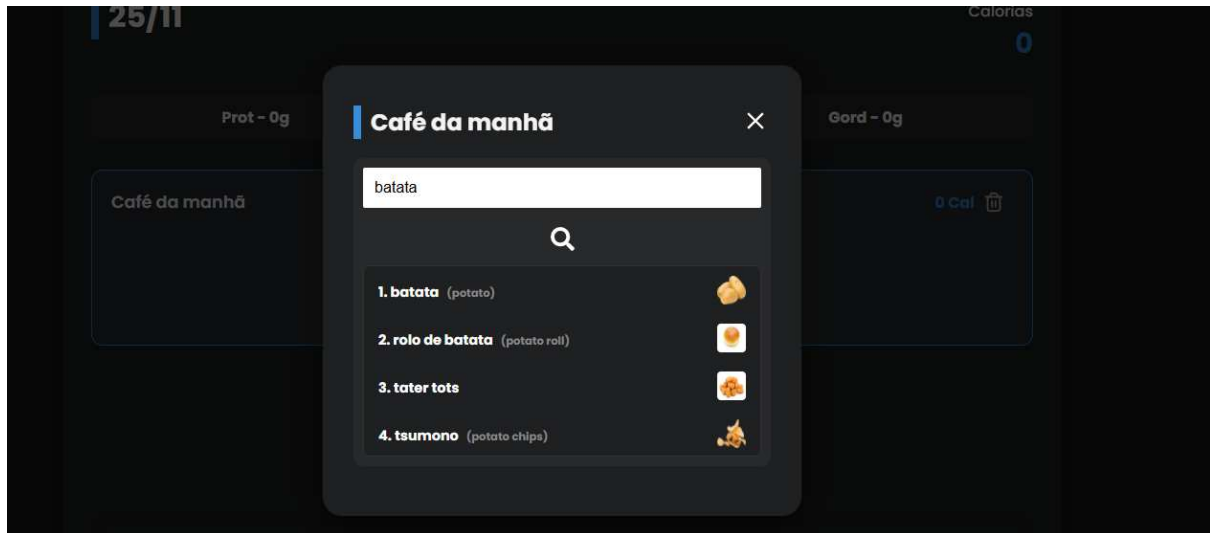 25/11
Calorias
0
Prot - 0g
Gord - 0g
Café da manhã
0 Cal
Café da manhã
batata
1. batata (potato)
2. rolo de batata (potato roll)
3. tater tots
4. tsumono (potato chips)